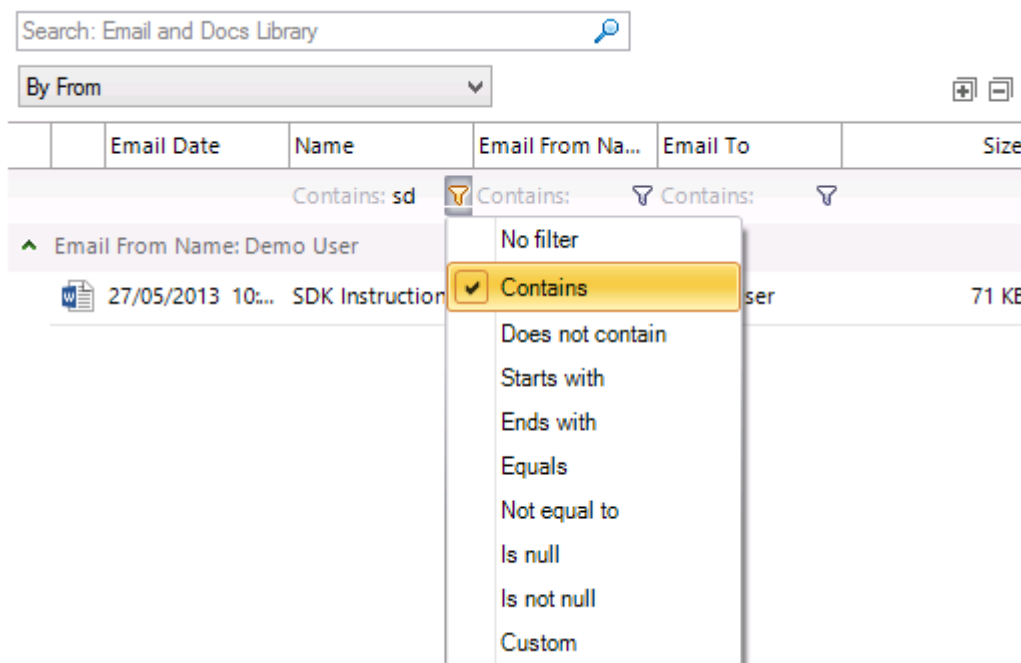 Search: Email and Docs Library
By From
Email Date Name Email From Na... Email To Size
Contains: sd Contains: Contains:
Email From Name: Demo User
No filter
27/05/2013 10:... SDK Instruction ser 71 KB
Contains
Does not contain
Starts with
Ends with
Equals
Not equal to
Is null
Is not null
Custom